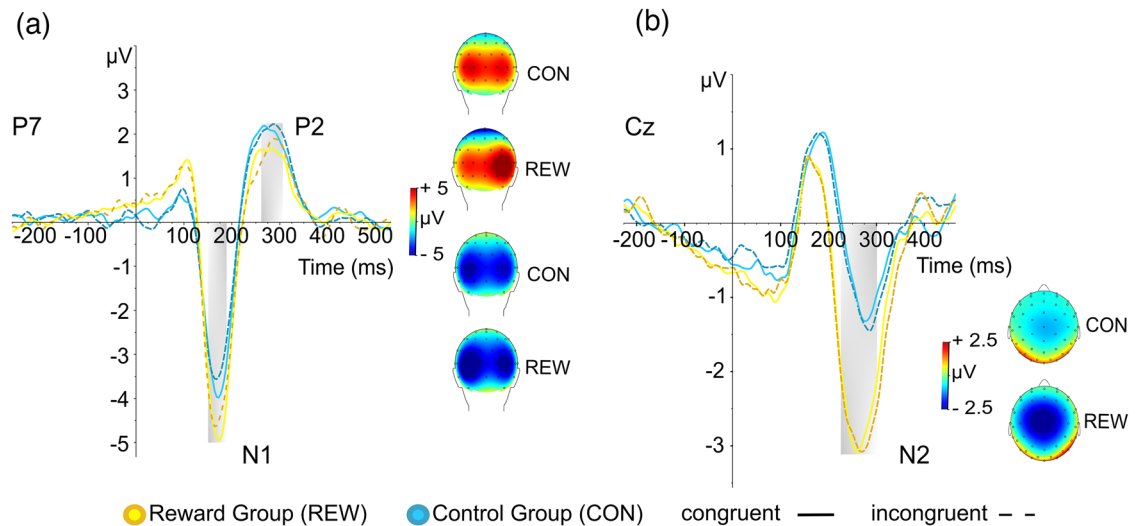 (a)
μV
P7
4
3
2
1
-1
-2
-3
-4
-5
-200 -100 100 200 300 400 500
Time (ms)
P2
N1
CON
REW
+ 5
μV
- 5
CON
REW
(b)
μV
Cz
1
-1
-2
-3
-200 -100 100 200 300 400
Time (ms)
N2
+ 2.5
μV
- 2.5
CON
REW
Reward Group (REW) Control Group (CON) congruent incongruent